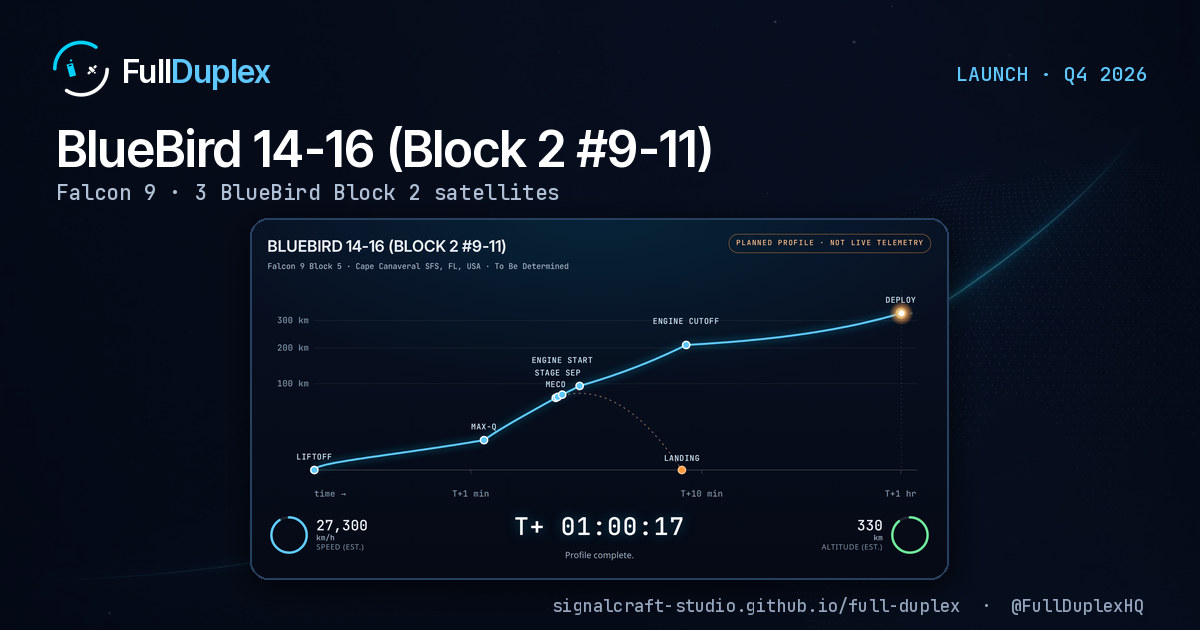 FullDuplex
LAUNCH · Q4 2026
BlueBird 14-16 (Block 2 #9-11)
Falcon 9 · 3 BlueBird Block 2 satellites
BLUEBIRD 14-16 (BLOCK 2 #9-11)
PLANNED PROFILE · NOT LIVE TELEMETRY
Falcon 9 Block 5 · Cape Canaveral SFS, FL, USA · To Be Determined
DEPLOY
300 km
ENGINE CUTOFF
200 km
ENGINE START
STAGE SEP
100 km
MECO
MAX-Q
LIFTOFF
LANDING
time →
T+1 min
T+10 min
T+1 hr
27,300
km/h
SPEED (EST.)
T+ 01:00:17
Profile complete.
330
km
ALTITUDE (EST.)
signalcraft-studio.github.io/full-duplex · @FullDuplexHQ